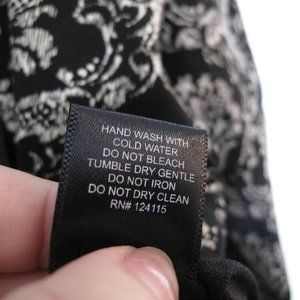 HAND WASH WITH
COLD WATER
DO NOT BLEACH
TUMBLE DRY GENTLE
DO NOT IRON
DO NOT DRY CLEAN
RN# 124115